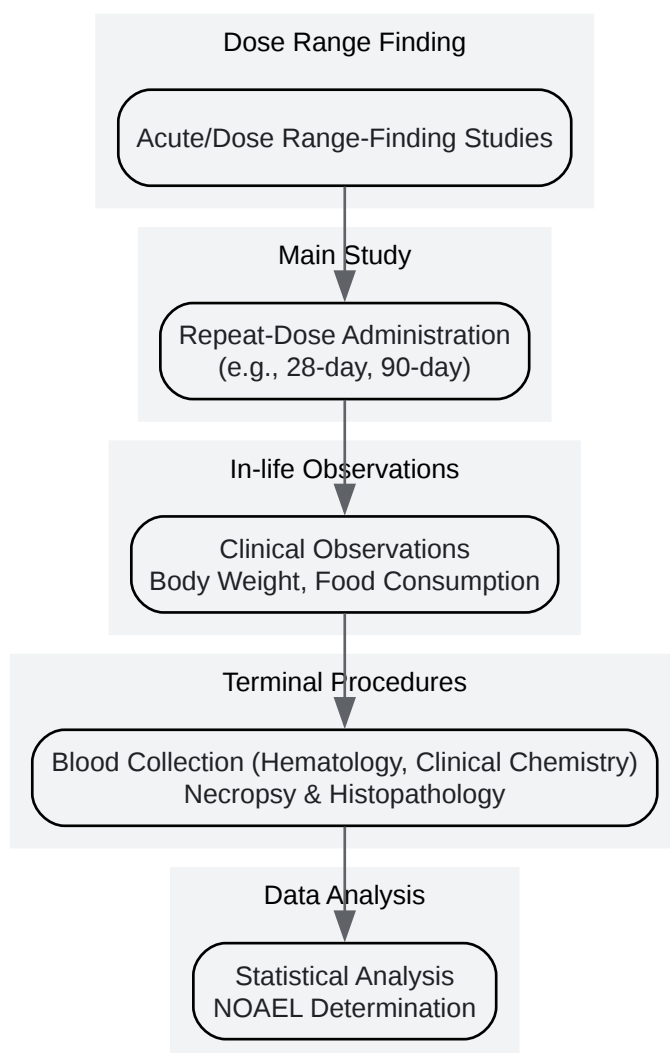 Dose Range Finding
Acute/Dose Range-Finding Studies
Main Study
Repeat-Dose Administration
(e.g., 28-day, 90-day)
In-life Observations
Clinical Observations
Body Weight, Food Consumption
Terminal Procedures
Blood Collection (Hematology, Clinical Chemistry)
Necropsy & Histopathology
Data Analysis
Statistical Analysis
NOAEL Determination